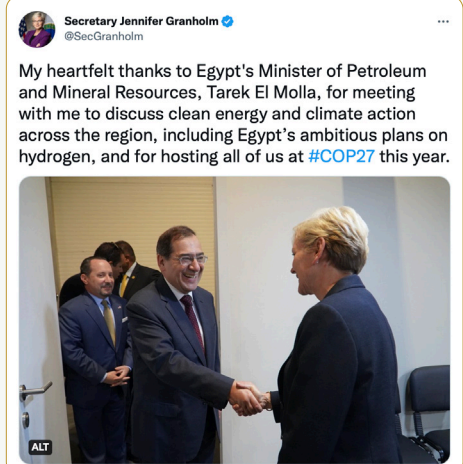 Secretary Jennifer Granholm
@SecGranholm
My heartfelt thanks to Egypt's Minister of Petroleum
and Mineral Resources, Tarek El Molla, for meeting
with me to discuss clean energy and climate action
across the region, including Egypt’s ambitious plans on
hydrogen, and for hosting all of us at #COP27 this year.
ALT